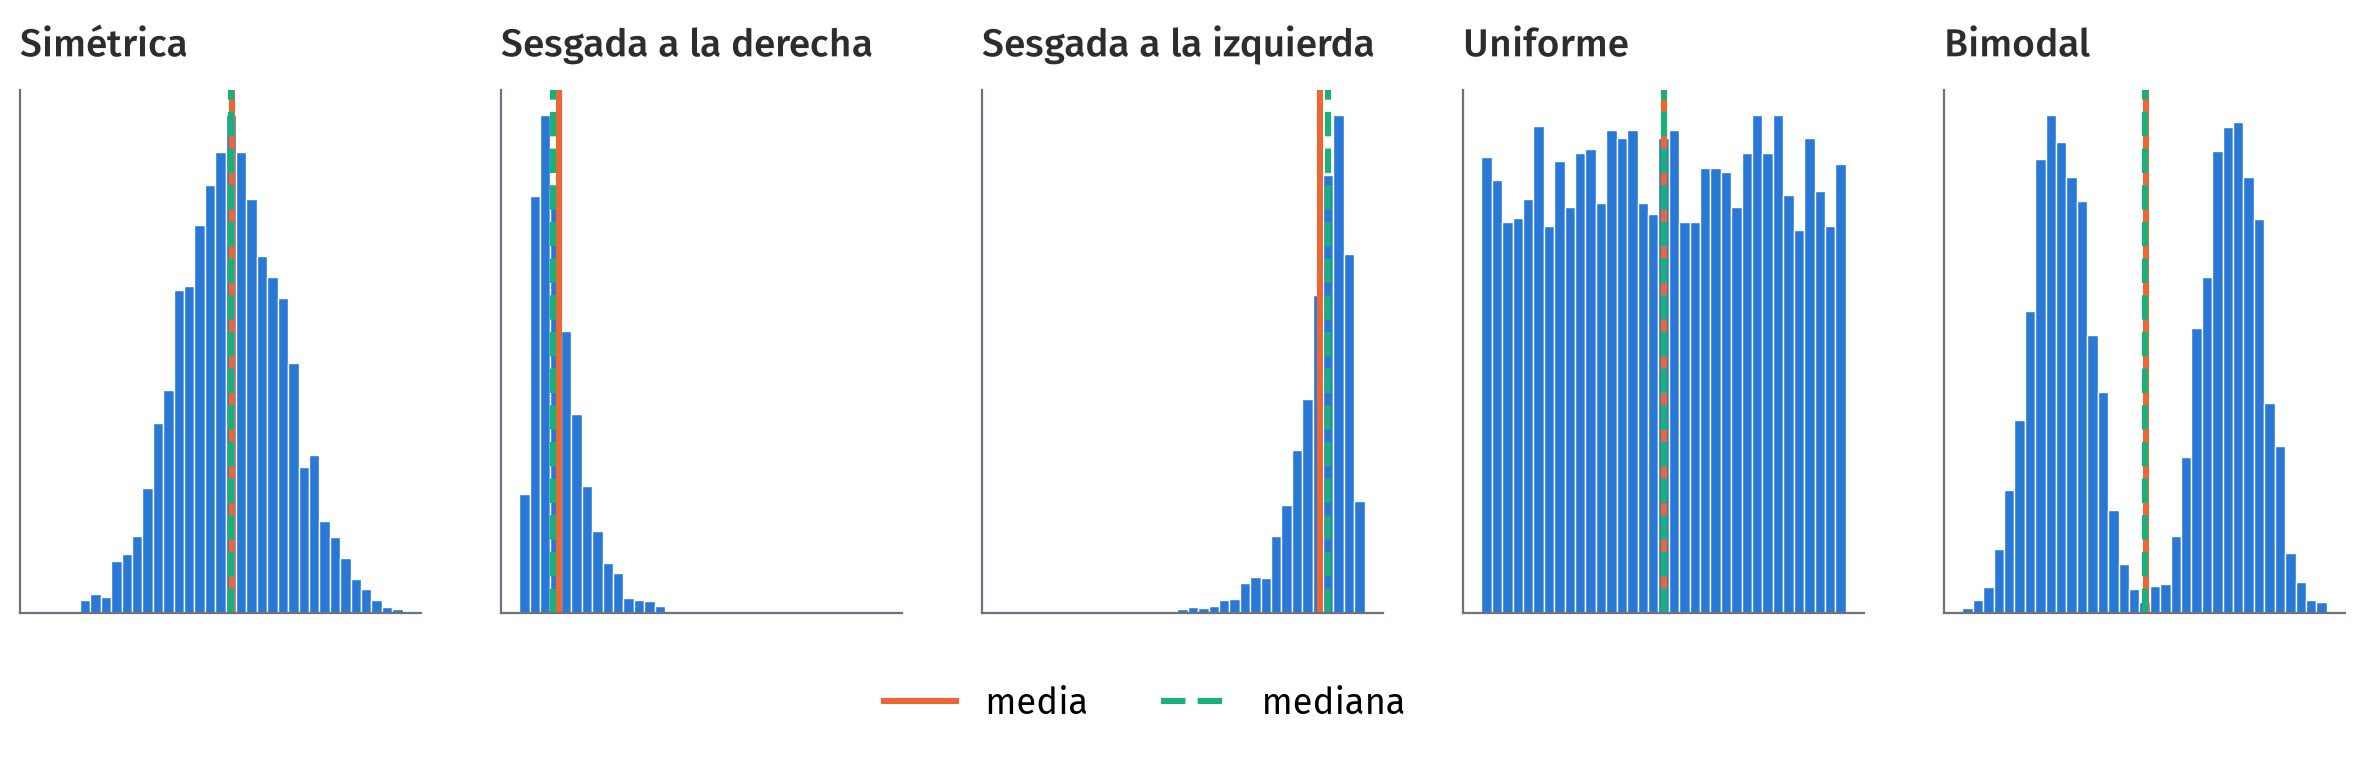 Simétrica
Sesgada a la derecha
Sesgada a la izquierda
Uniforme
Bimodal
media
mediana